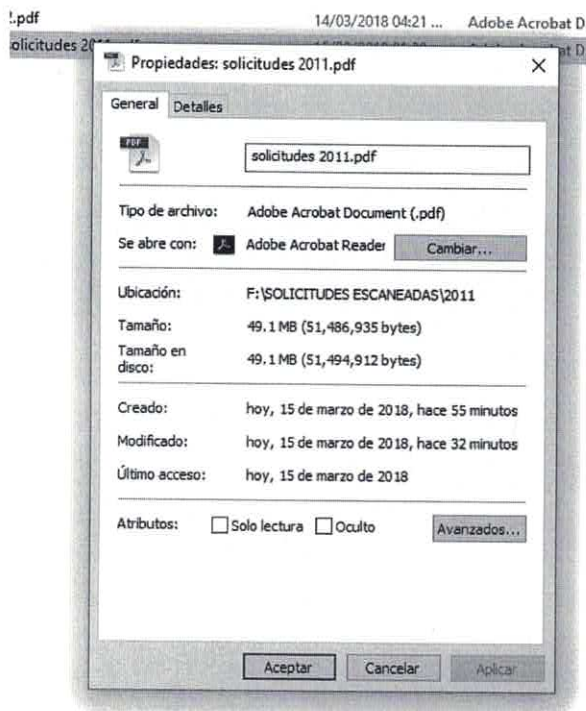 .pdf 14/03/2018 04:21 ... Adobe Acrobat D
solicitudes 20
Propiedades: solicitudes 2011.pdf
General Detalles
PDF
solicitudes 2011.pdf
Tipo de archivo: Adobe Acrobat Document (.pdf)
Se abre con: Adobe Acrobat Reader Cambiar...
Ubicación: F:\SOLICITUDES ESCANEADAS\2011
Tamaño: 49.1 MB (51,486,935 bytes)
Tamaño en
disco: 49.1 MB (51,494,912 bytes)
Creado: hoy, 15 de marzo de 2018, hace 55 minutos
Modificado: hoy, 15 de marzo de 2018, hace 32 minutos
Último acceso: hoy, 15 de marzo de 2018
Atributos: Solo lectura Oculto Avanzados...
Aceptar Cancelar Aplicar